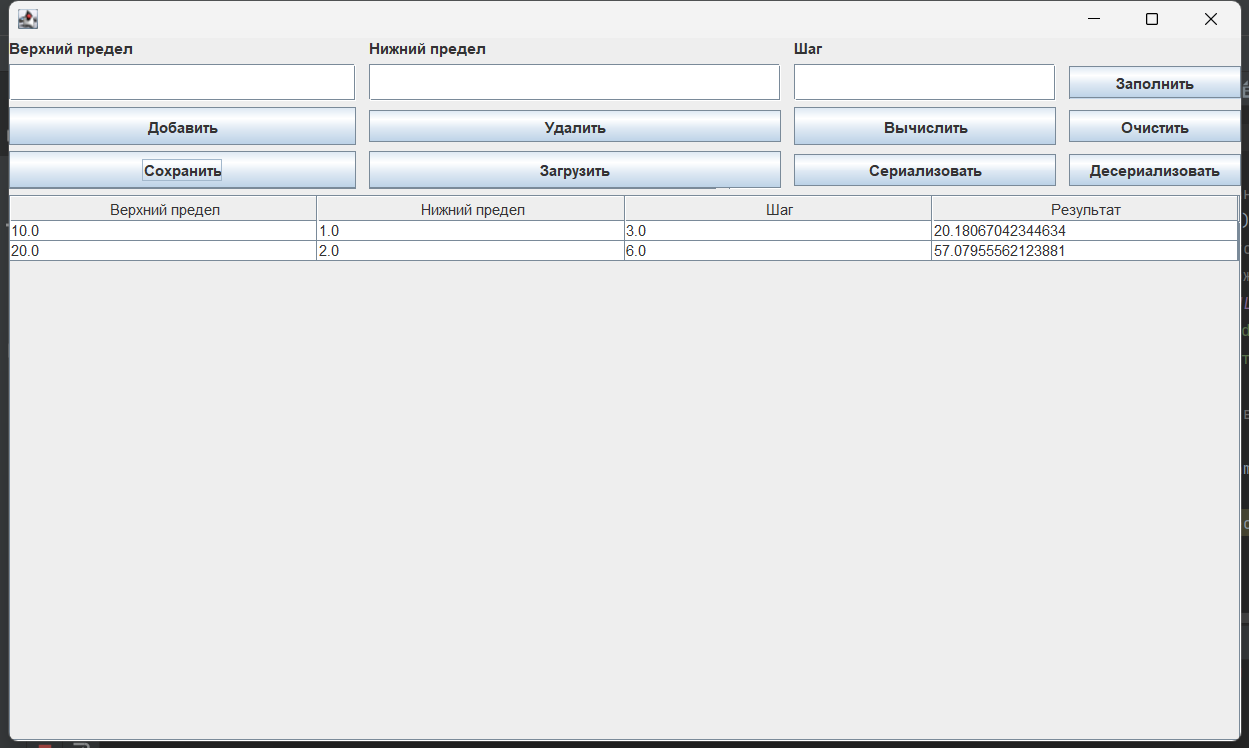 Верхний предел Нижний предел Шаг
Заполнить
Добавить Удалить Вычислить Очистить
Сохранить Загрузить Сериализовать Десериализовать
Верхний предел Нижний предел Шаг Результат
10.0 1.0 3.0 20.18067042344634
20.0 2.0 6.0 57.07955562123881